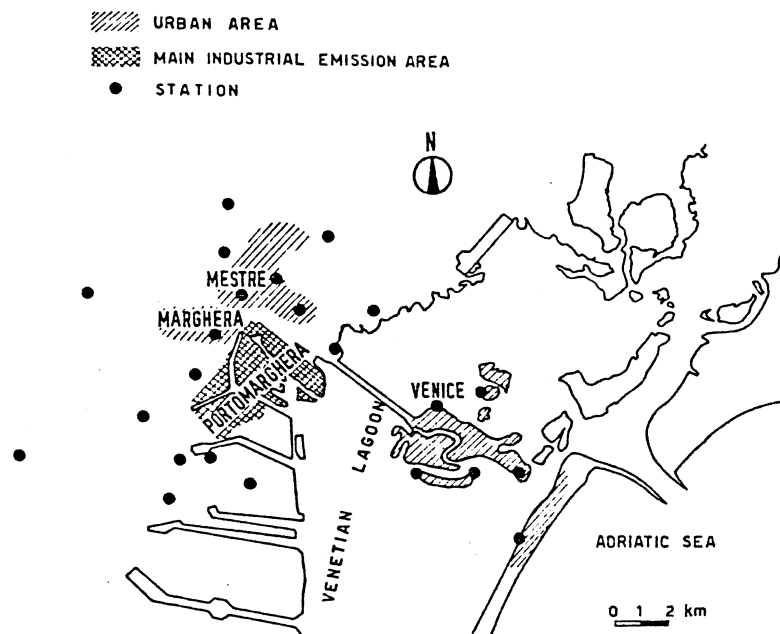 URBAN AREA
MAIN INDUSTRIAL EMISSION AREA
STATION
N
MESTRE
MARGHERA
PORTOMARGHERA
VENICE
VENETIAN LAGOON
ADRIATIC SEA
0 1 2 km